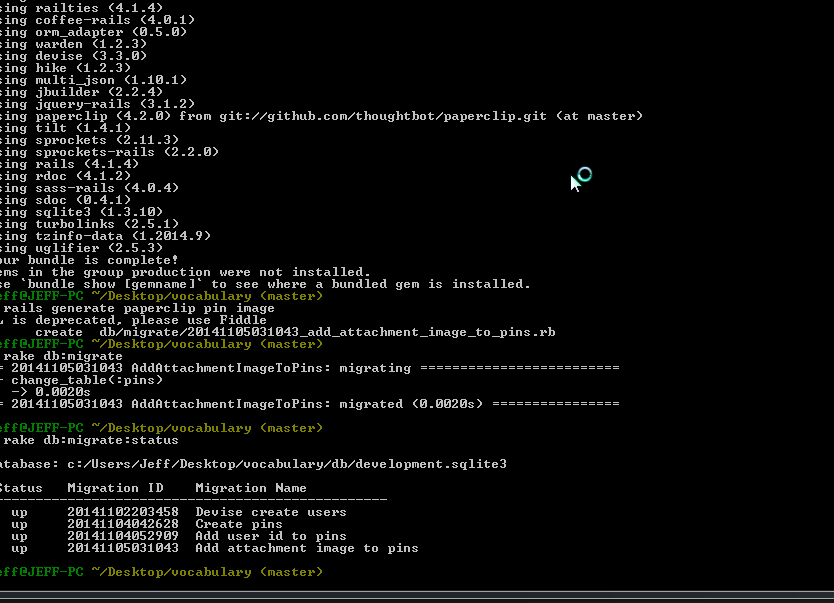 sing railties (4.1.4)
sing coffee-rails (4.0.1)
sing orm_adapter (0.5.0)
sing warden (1.2.3)
sing devise (3.3.0)
sing hike (1.2.3)
sing multi_json (1.10.1)
sing jbuilder (2.2.4)
sing jquery-rails (3.1.2)
sing paperclip (4.2.0) from git://github.com/thoughtbot/paperclip.git (at master)
sing tilt (1.4.1)
sing sprockets (2.11.3)
sing sprockets-rails (2.2.0)
sing rails (4.1.4)
sing rdoc (4.1.2)
sing sass-rails (4.0.4)
sing sdoc (0.4.1)
sing sqlite3 (1.3.10)
sing turbolinks (2.5.1)
sing tzinfo-data (1.2014.9)
sing uglifier (2.5.3)
our bundle is complete!
ems in the group production were not installed.
se `bundle show [gemname]` to see where a bundled gem is installed.
eff@JEFF-PC ~/Desktop/vocabulary (master)
rails generate paperclip pin image
L is deprecated, please use Fiddle
create db/migrate/20141105031043_add_attachment_image_to_pins.rb
eff@JEFF-PC ~/Desktop/vocabulary (master)
rake db:migrate
= 20141105031043 AddAttachmentImageToPins: migrating =========================
- change_table(:pins)
-> 0.0020s
= 20141105031043 AddAttachmentImageToPins: migrated (0.0020s) ================
eff@JEFF-PC ~/Desktop/vocabulary (master)
rake db:migrate:status
atabase: c:/Users/Jeff/Desktop/vocabulary/db/development.sqlite3
Status Migration ID Migration Name
-------------------------------------------------
up 20141102203458 Devise create users
up 20141104042628 Create pins
up 20141104052909 Add user id to pins
up 20141105031043 Add attachment image to pins
eff@JEFF-PC ~/Desktop/vocabulary (master)